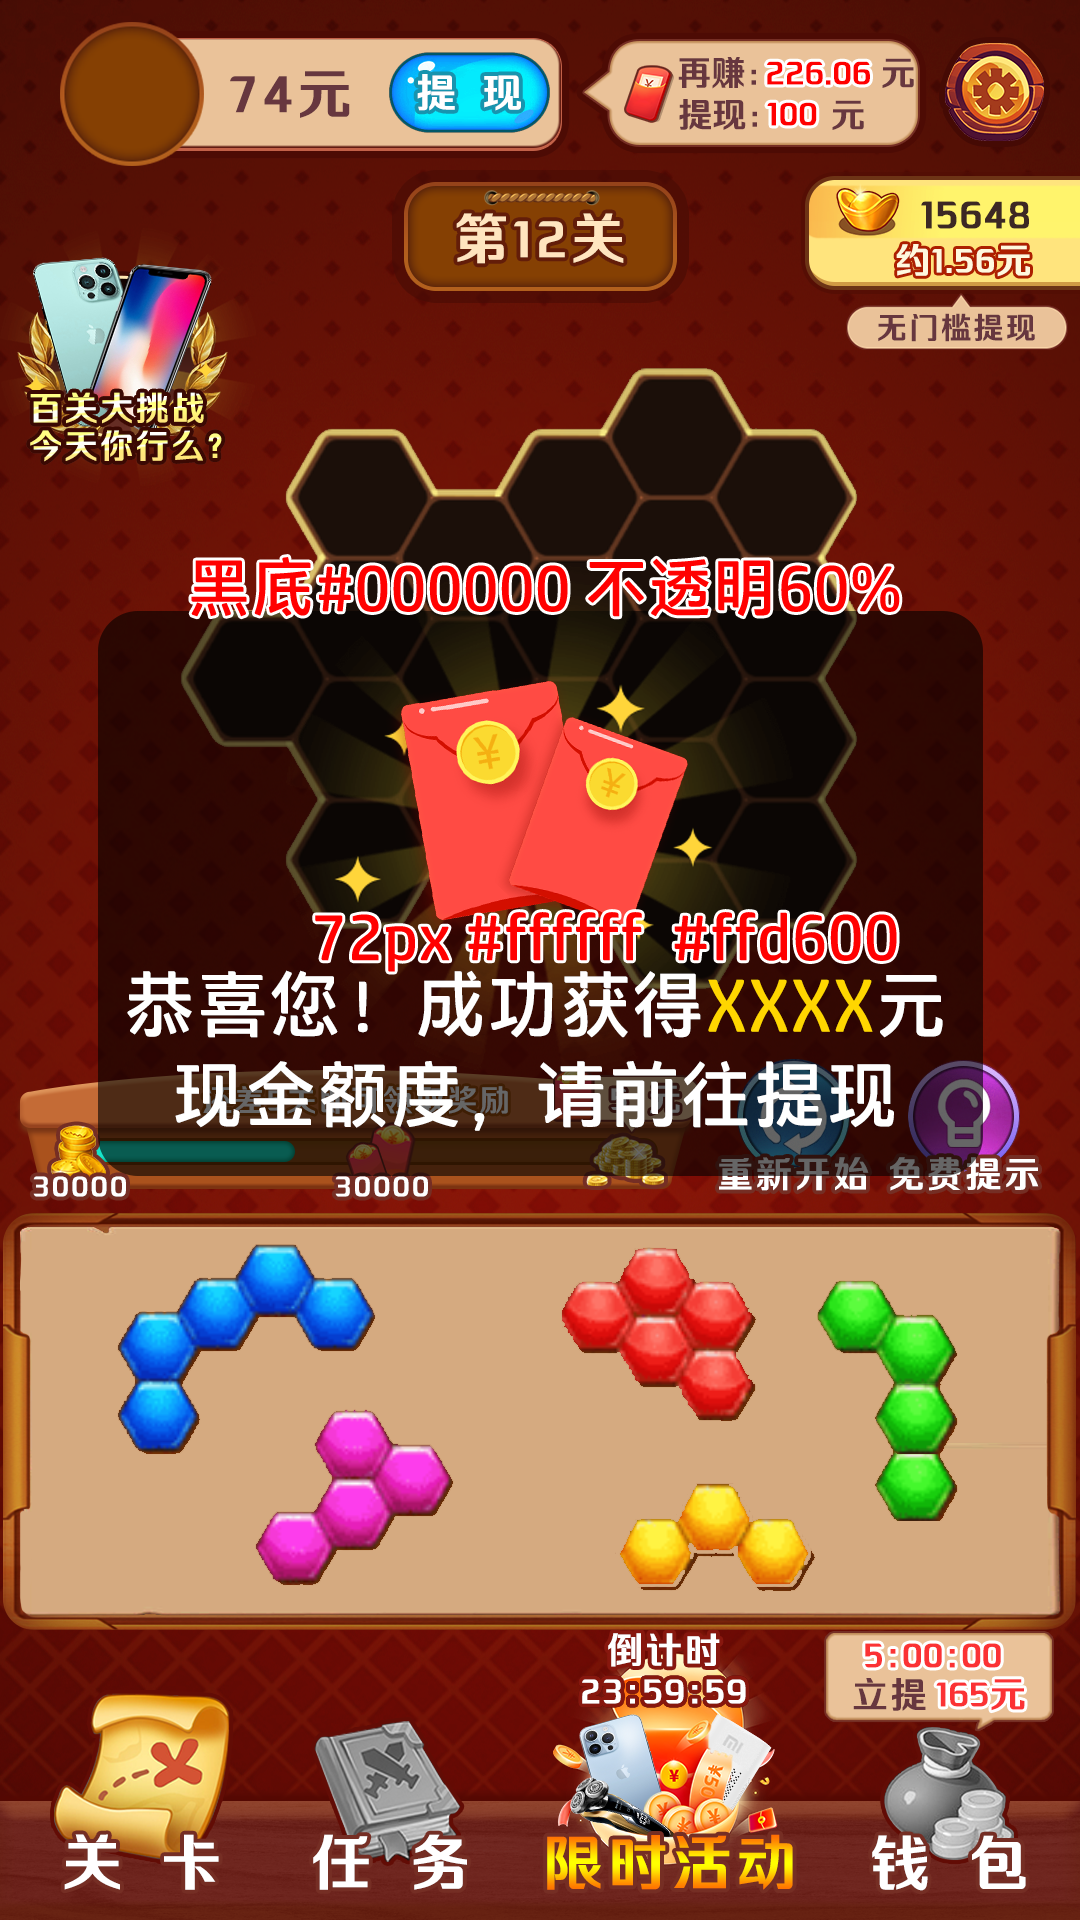 74元
提 现
再赚:226.06 元
提现:100 元
第12关
15648
约1.56元
无门槛提现
百关大挑战
今天你行么?
黑底#000000 不透明60%
72px #ffffff #ffd600
恭喜您！成功获得XXXX元
现金额度，请前往提现
30000
30000
重新开始
免费提示
倒计时
23:59:59
5:00:00
立提165元
关 卡
任 务
限时活动
钱 包